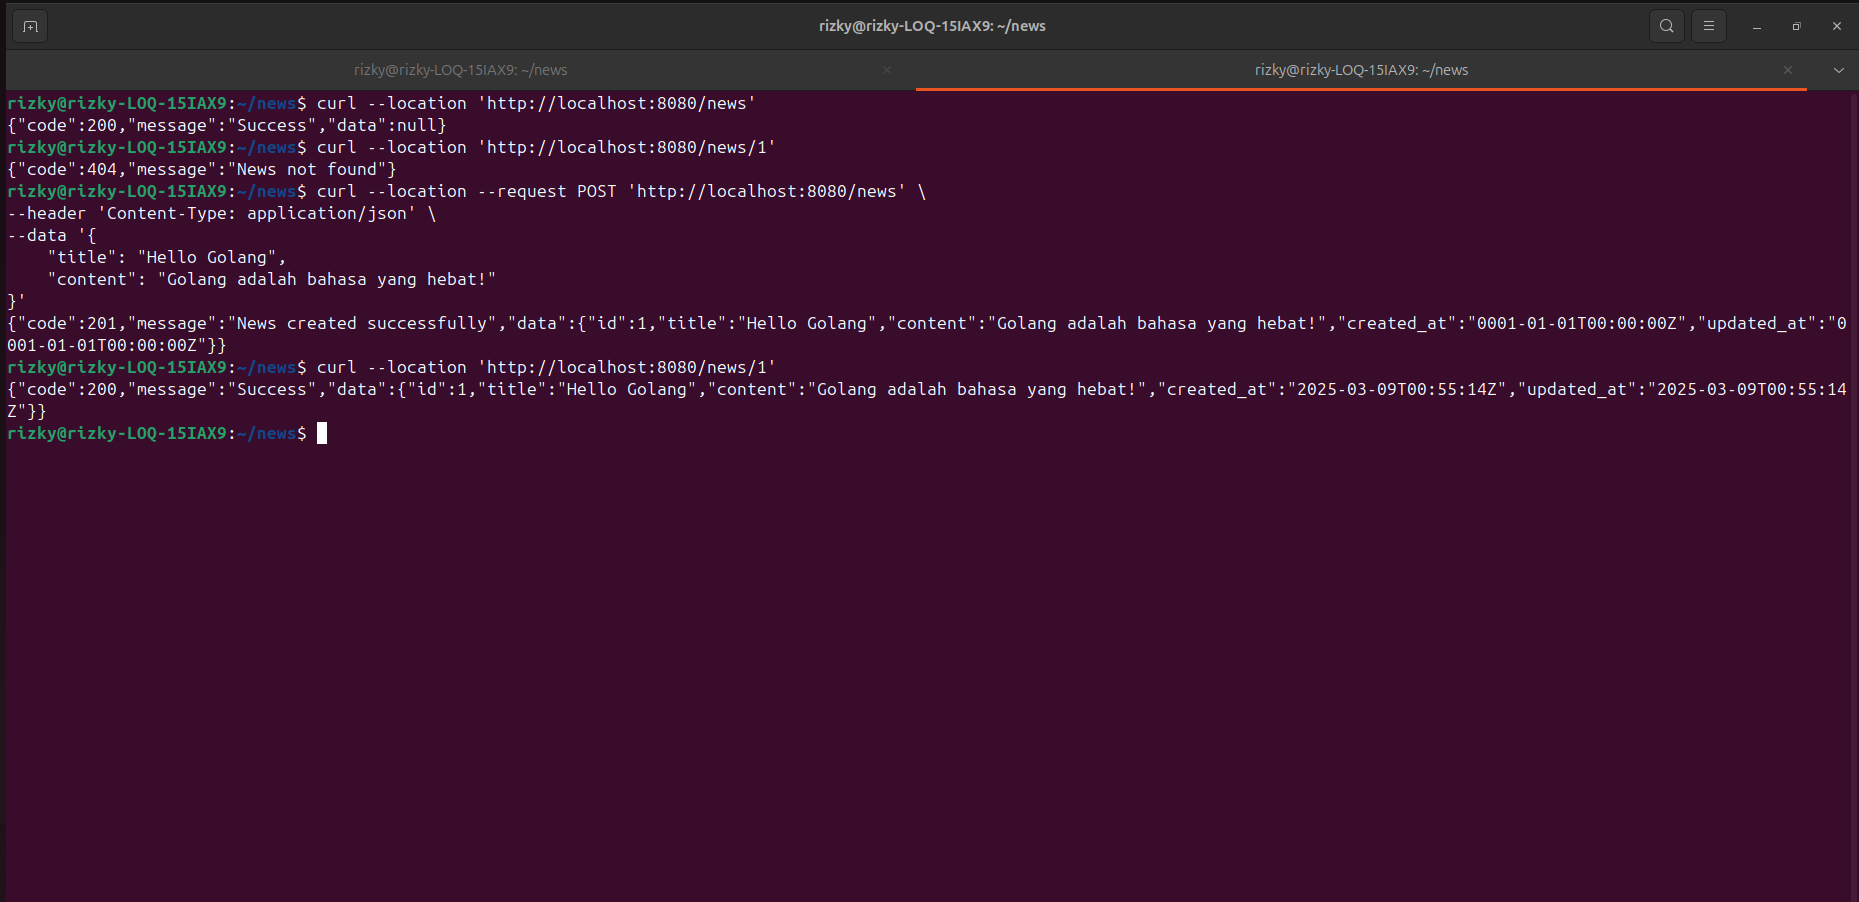 rizky@rizky-LOQ-15IAX9: ~/news
rizky@rizky-LOQ-15IAX9: ~/news
rizky@rizky-LOQ-15IAX9: ~/news
rizky@rizky-LOQ-15IAX9:~/news$ curl --location 'http://localhost:8080/news'
{"code":200,"message":"Success","data":null}
rizky@rizky-LOQ-15IAX9:~/news$ curl --location 'http://localhost:8080/news/1'
{"code":404,"message":"News not found"}
rizky@rizky-LOQ-15IAX9:~/news$ curl --location --request POST 'http://localhost:8080/news' \
--header 'Content-Type: application/json' \
--data '{
    "title": "Hello Golang",
    "content": "Golang adalah bahasa yang hebat!"
}'
{"code":201,"message":"News created successfully","data":{"id":1,"title":"Hello Golang","content":"Golang adalah bahasa yang hebat!","created_at":"0001-01-01T00:00:00Z","updated_at":"0
001-01-01T00:00:00Z"}}
rizky@rizky-LOQ-15IAX9:~/news$ curl --location 'http://localhost:8080/news/1'
{"code":200,"message":"Success","data":{"id":1,"title":"Hello Golang","content":"Golang adalah bahasa yang hebat!","created_at":"2025-03-09T00:55:14Z","updated_at":"2025-03-09T00:55:14
Z"}}
rizky@rizky-LOQ-15IAX9:~/news$